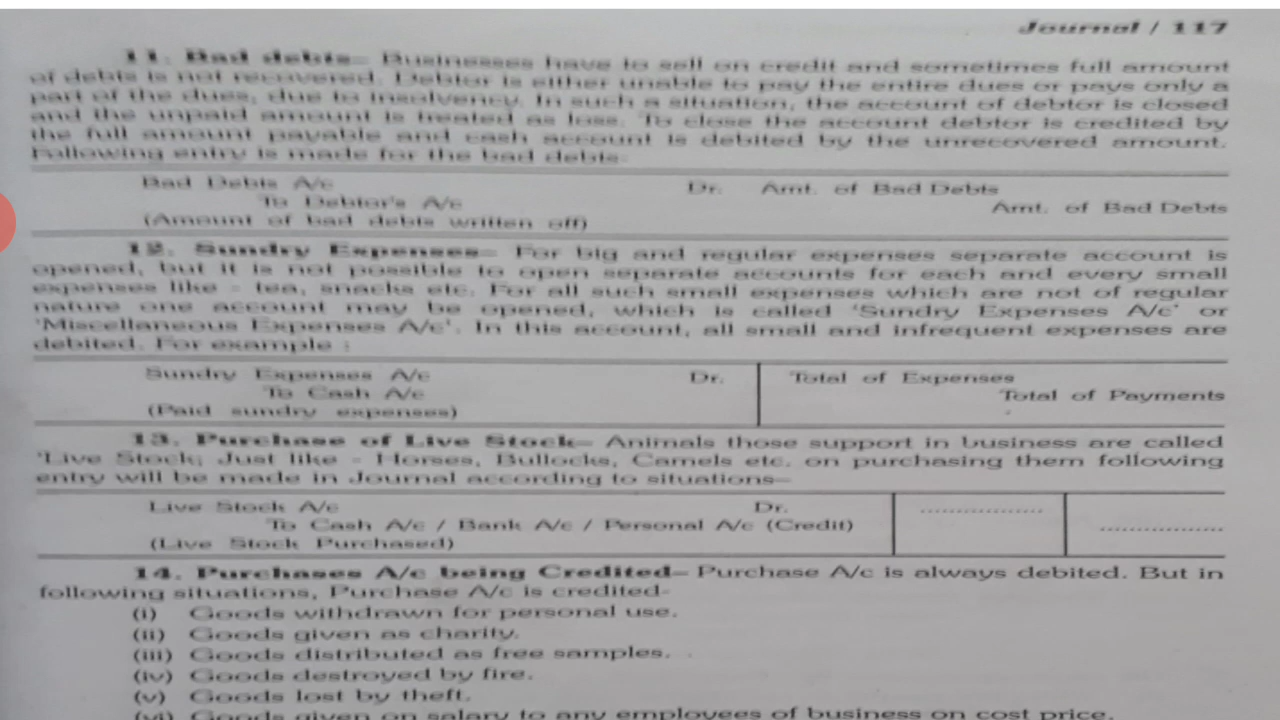 Journal / 117
11. Bad debts– Businesses have to sell on credit and sometimes full amount
of debts is not recovered. Debtor is either unable to pay the entire dues or pays only a
part of the dues, due to insolvency. In such a situation, the account of debtor is closed
and the unpaid amount is treated as loss. To close the account debtor is credited by
the full amount payable and cash account is debited by the unrecovered amount.
Following entry is made for the bad debts-
Bad Debts A/c Dr. Amt. of Bad Debts
To Debtor's A/c Amt. of Bad Debts
(Amount of bad debts written off)
12. Sundry Expenses– For big and regular expenses separate account is
opened, but it is not possible to open separate accounts for each and every small
expenses like - tea, snacks etc. For all such small expenses which are not of regular
nature one account may be opened, which is called 'Sundry Expenses A/c' or
'Miscellaneous Expenses A/c'. In this account, all small and infrequent expenses are
debited. For example :
Sundry Expenses A/c Dr. Total of Expenses
To Cash A/c Total of Payments
(Paid sundry expenses)
13. Purchase of Live Stock– Animals those support in business are called
'Live Stock; Just like - Horses, Bullocks, Camels etc. on purchasing them following
entry will be made in Journal according to situations–
Live Stock A/c Dr. ..................
To Cash A/c / Bank A/c / Personal A/c (Credit) ..................
(Live Stock Purchased)
14. Purchases A/c being Credited– Purchase A/c is always debited. But in
following situations, Purchase A/c is credited-
(i) Goods withdrawn for personal use.
(ii) Goods given as charity.
(iii) Goods distributed as free samples.
(iv) Goods destroyed by fire.
(v) Goods lost by theft.
(vi) Goods given on salary to any employees of business on cost price.